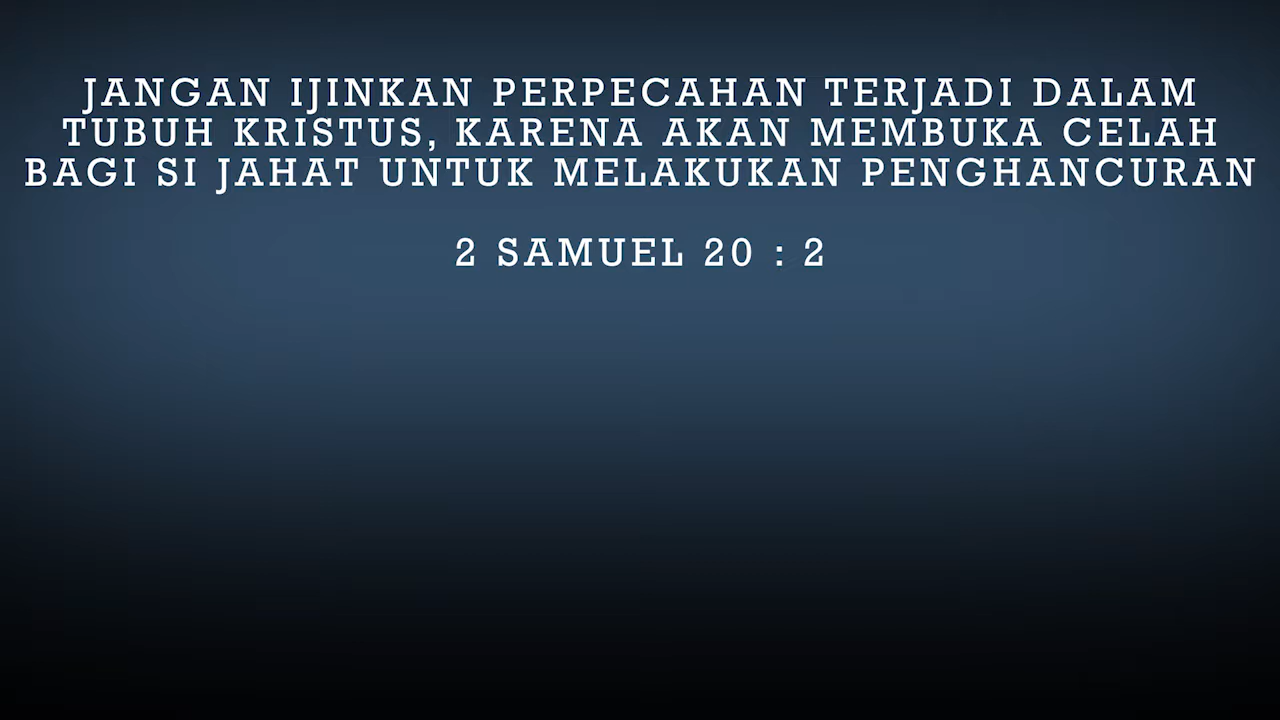 JANGAN IJINKAN PERPECAHAN TERJADI DALAM
TUBUH KRISTUS, KARENA AKAN MEMBUKA CELAH
BAGI SI JAHAT UNTUK MELAKUKAN PENGHANCURAN
2 SAMUEL 20 : 2